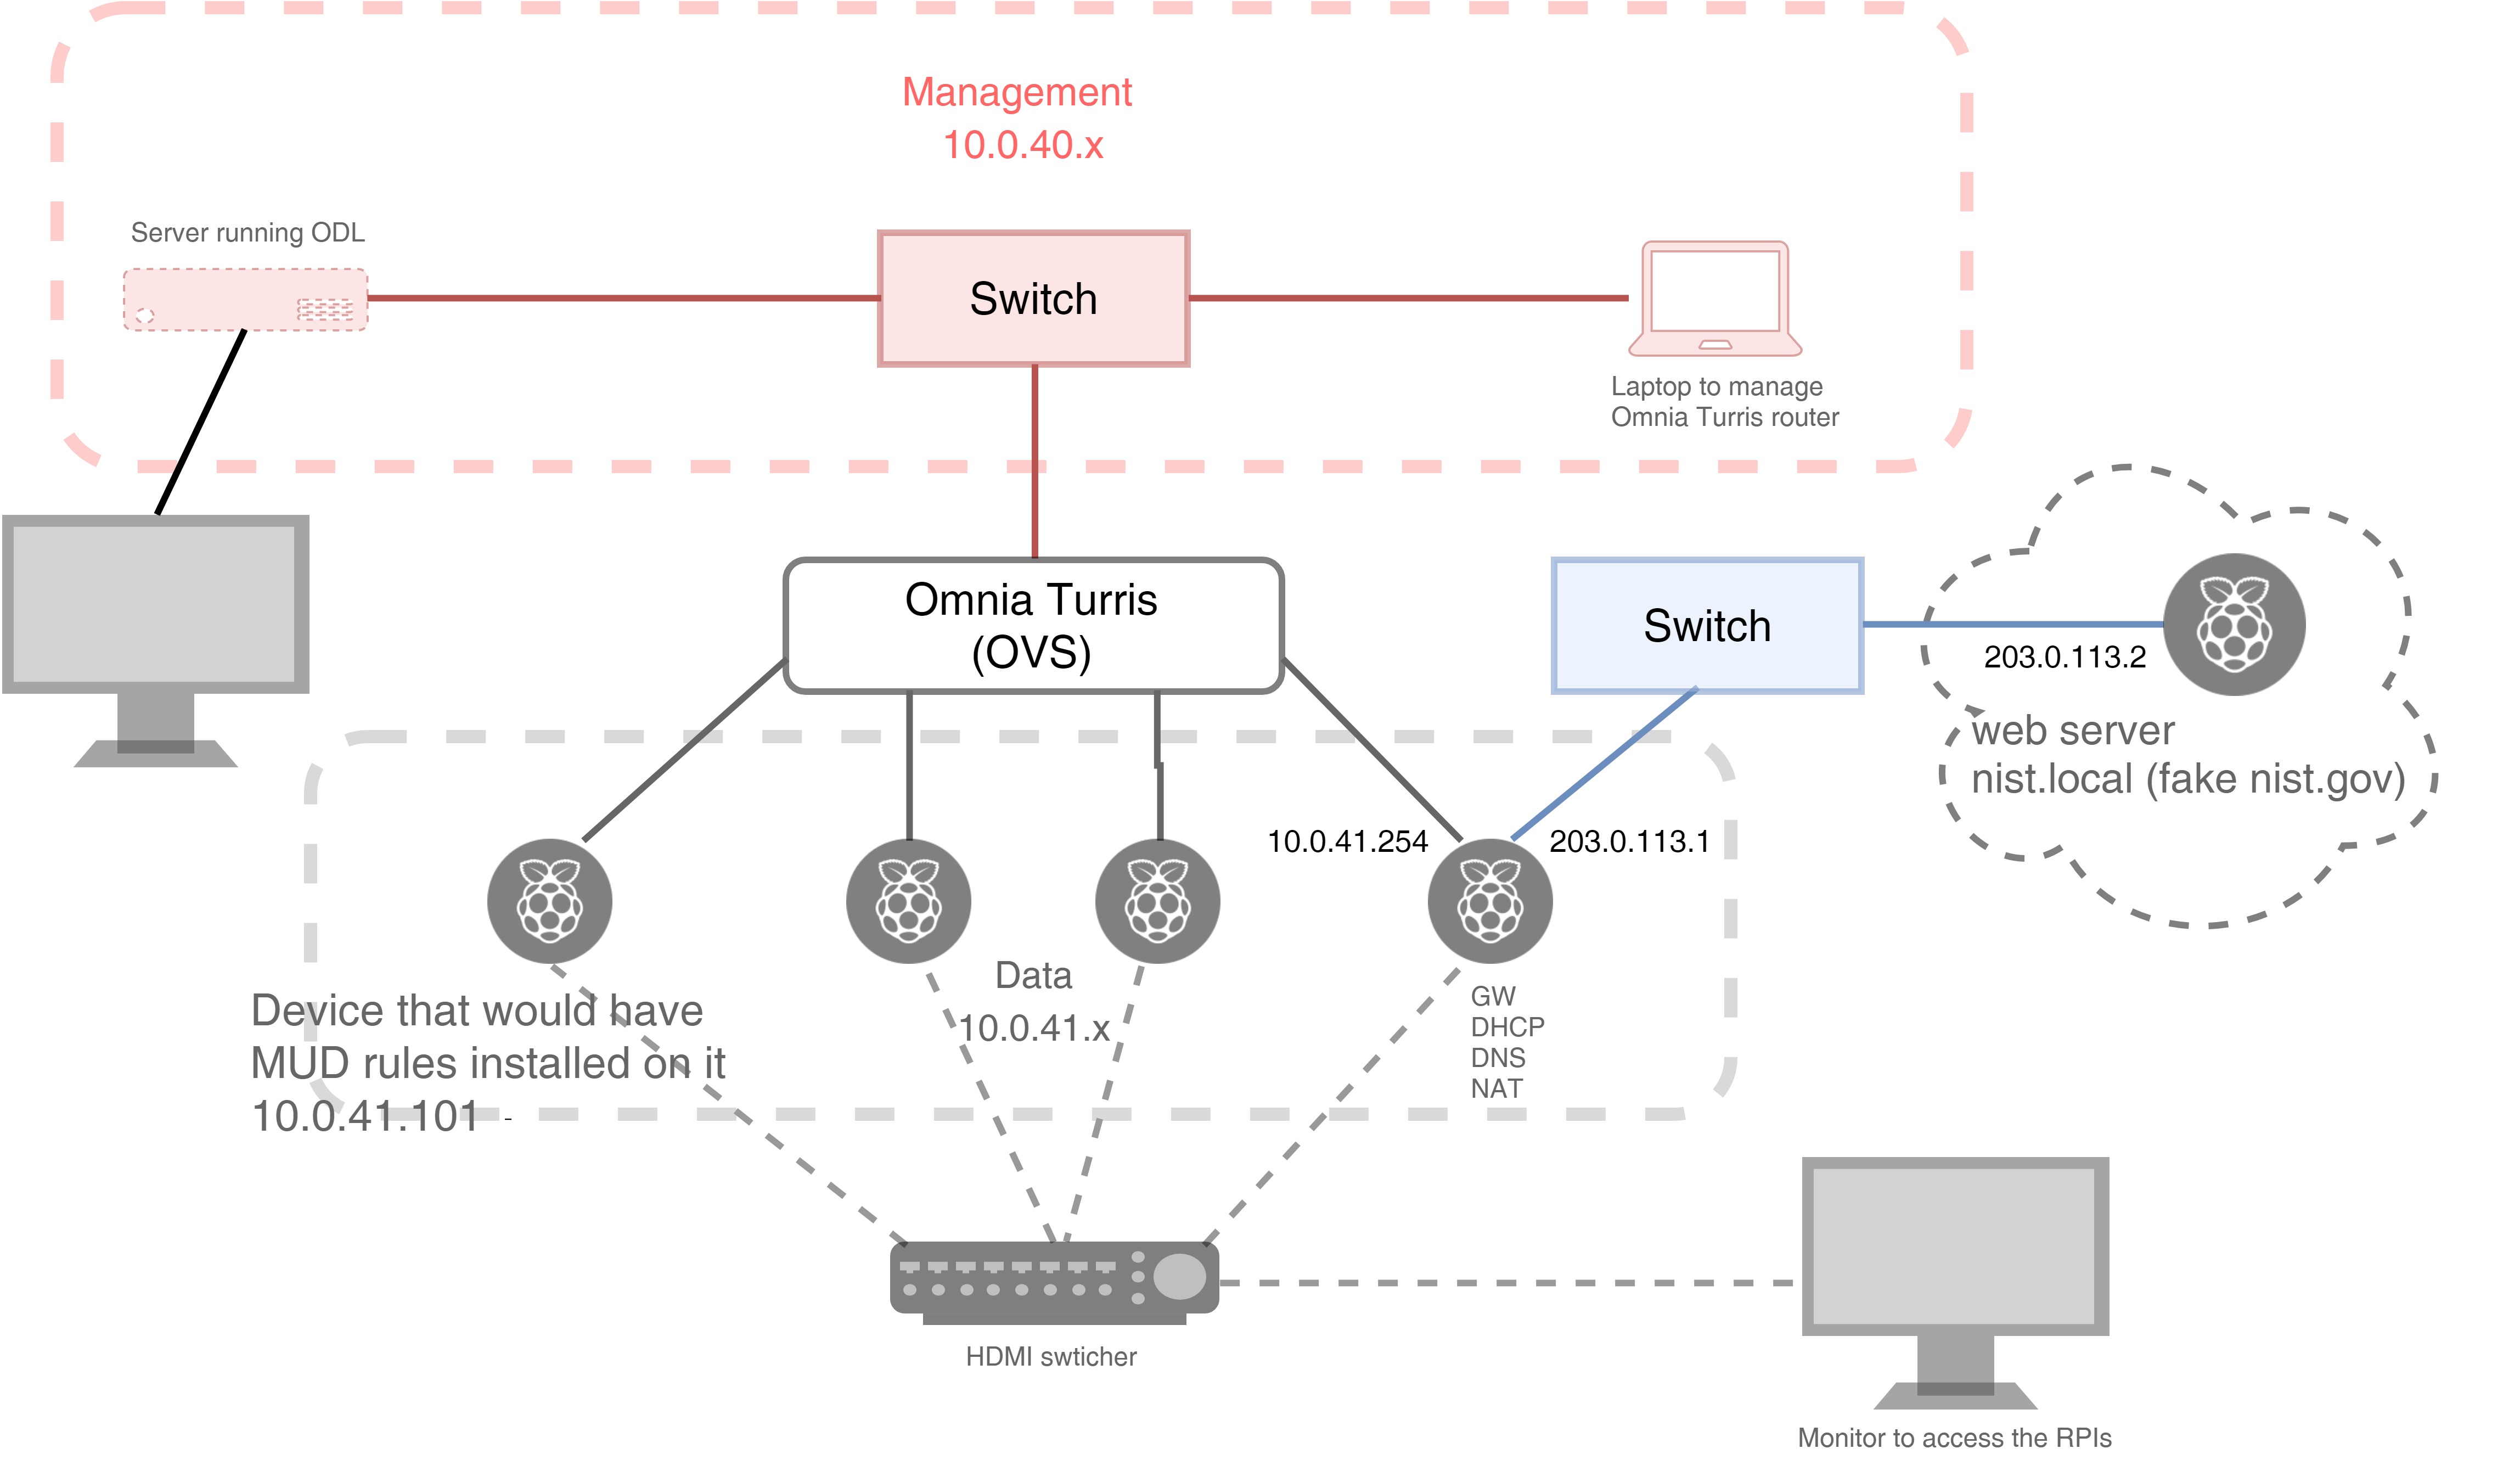 Management
10.0.40.x
Server running ODL
Switch
Laptop to manage
Omnia Turris router
Omnia Turris
(OVS)
Switch
203.0.113.2
web server
nist.local (fake nist.gov)
10.0.41.254
203.0.113.1
Data
10.0.41.x
Device that would have
MUD rules installed on it
10.0.41.101 -
GW
DHCP
DNS
NAT
HDMI swticher
Monitor to access the RPIs